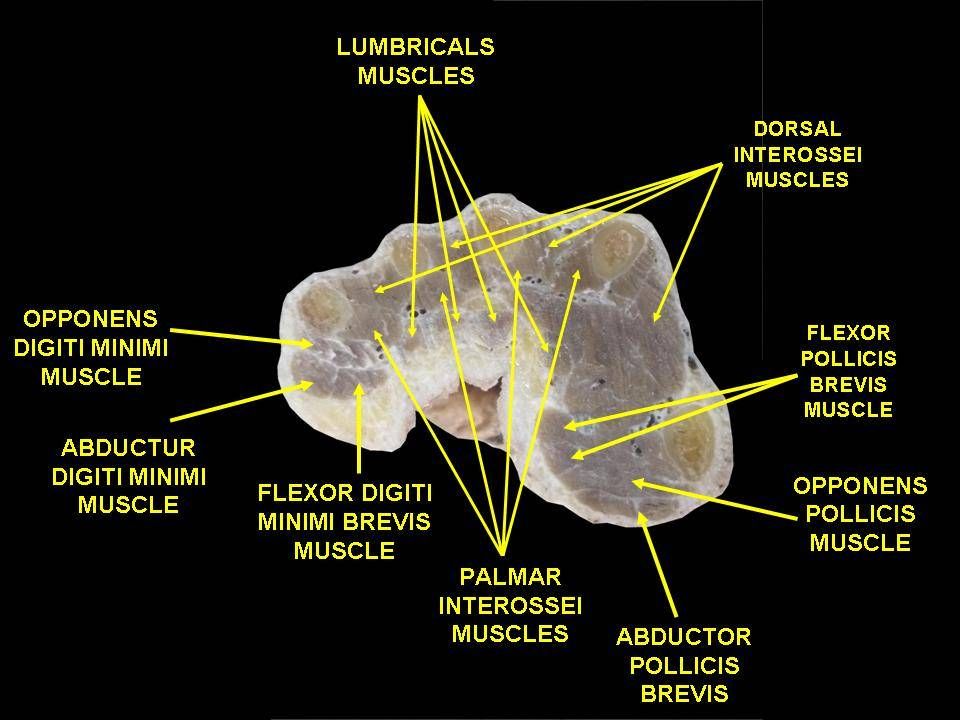 LUMBRICALS
MUSCLES
DORSAL
INTEROSSEI
MUSCLES
OPPONENS
DIGITI MINIMI
MUSCLE
FLEXOR
POLLICIS
BREVIS
MUSCLE
ABDUCTUR
DIGITI MINIMI
MUSCLE
FLEXOR DIGITI
MINIMI BREVIS
MUSCLE
OPPONENS
POLLICIS
MUSCLE
PALMAR
INTEROSSEI
MUSCLES
ABDUCTOR
POLLICIS
BREVIS